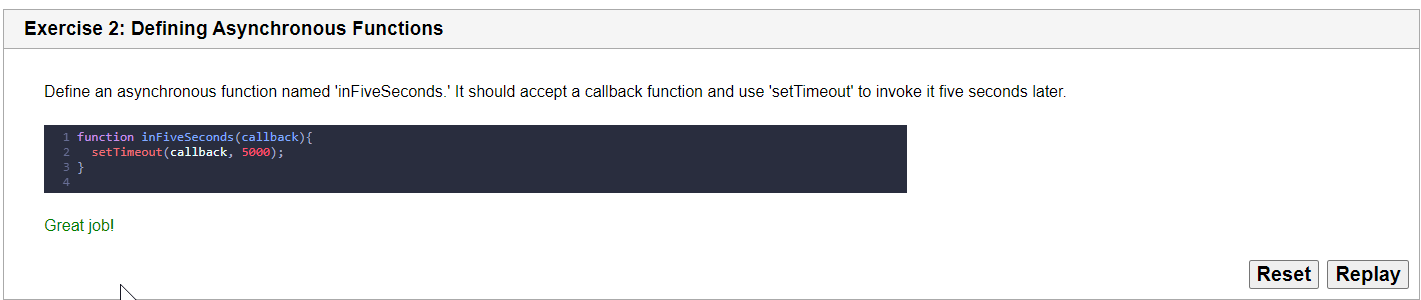 Exercise 2: Defining Asynchronous Functions
Define an asynchronous function named 'inFiveSeconds.' It should accept a callback function and use 'setTimeout' to invoke it five seconds later.
1 function inFiveSeconds(callback){
2   setTimeout(callback, 5000);
3 }
4
Great job!
Reset Replay